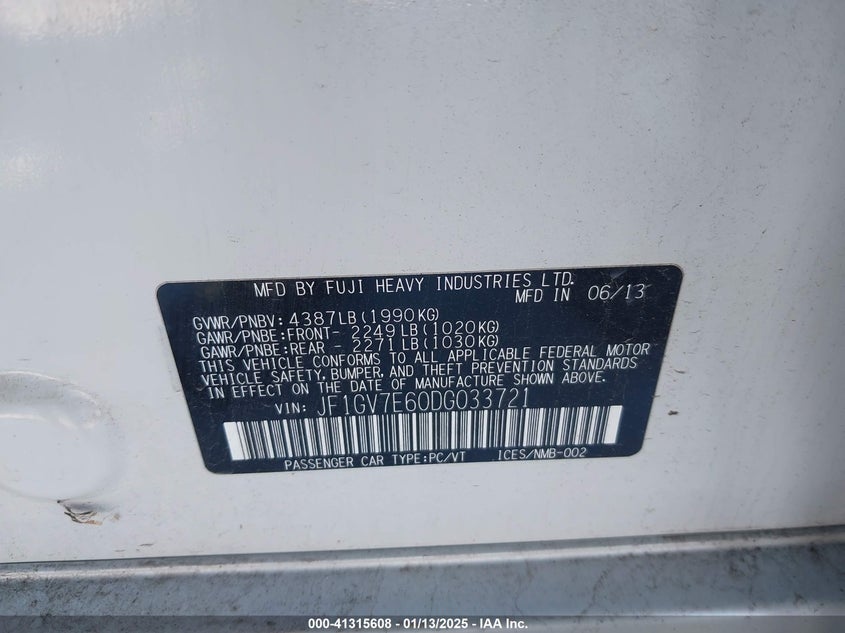 MFD BY FUJI HEAVY INDUSTRIES LTD.
MFD IN 06/13
GVWR/PNBV: 4387LB(1990KG)
GAWR/PNBE:FRONT- 2249LB(1020KG)
GAWR/PNBE:REAR - 2271LB(1030KG)
THIS VEHICLE CONFORMS TO ALL APPLICABLE FEDERAL MOTOR
VEHICLE SAFETY, BUMPER, AND THEFT PREVENTION STANDARDS
IN EFFECT ON THE DATE OF MANUFACTURE SHOWN ABOVE.
VIN: JF1GV7E60DG033721
PASSENGER CAR TYPE:PC/VT ICES/NMB-002
000-41315608 - 01/13/2025 - IAA Inc.